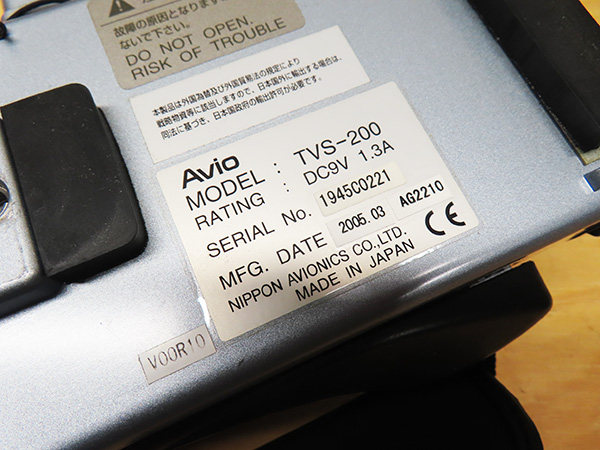 故障の原因となりますので
ないで下さい。
DO NOT OPEN.
RISK OF TROUBLE
本製品は外国為替及び外国貿易法の規定により
戦略物資等に該当しますので、日本国外に輸出する場合は、
同法に基づき、日本国政府の輸出許可が必要です。
Avio
MODEL : TVS-200
RATING : DC9V 1.3A
SERIAL No. 1945C0221
MFG. DATE 2005.03 AG2210
NIPPON AVIONICS CO.,LTD.
MADE IN JAPAN CE
V00R10